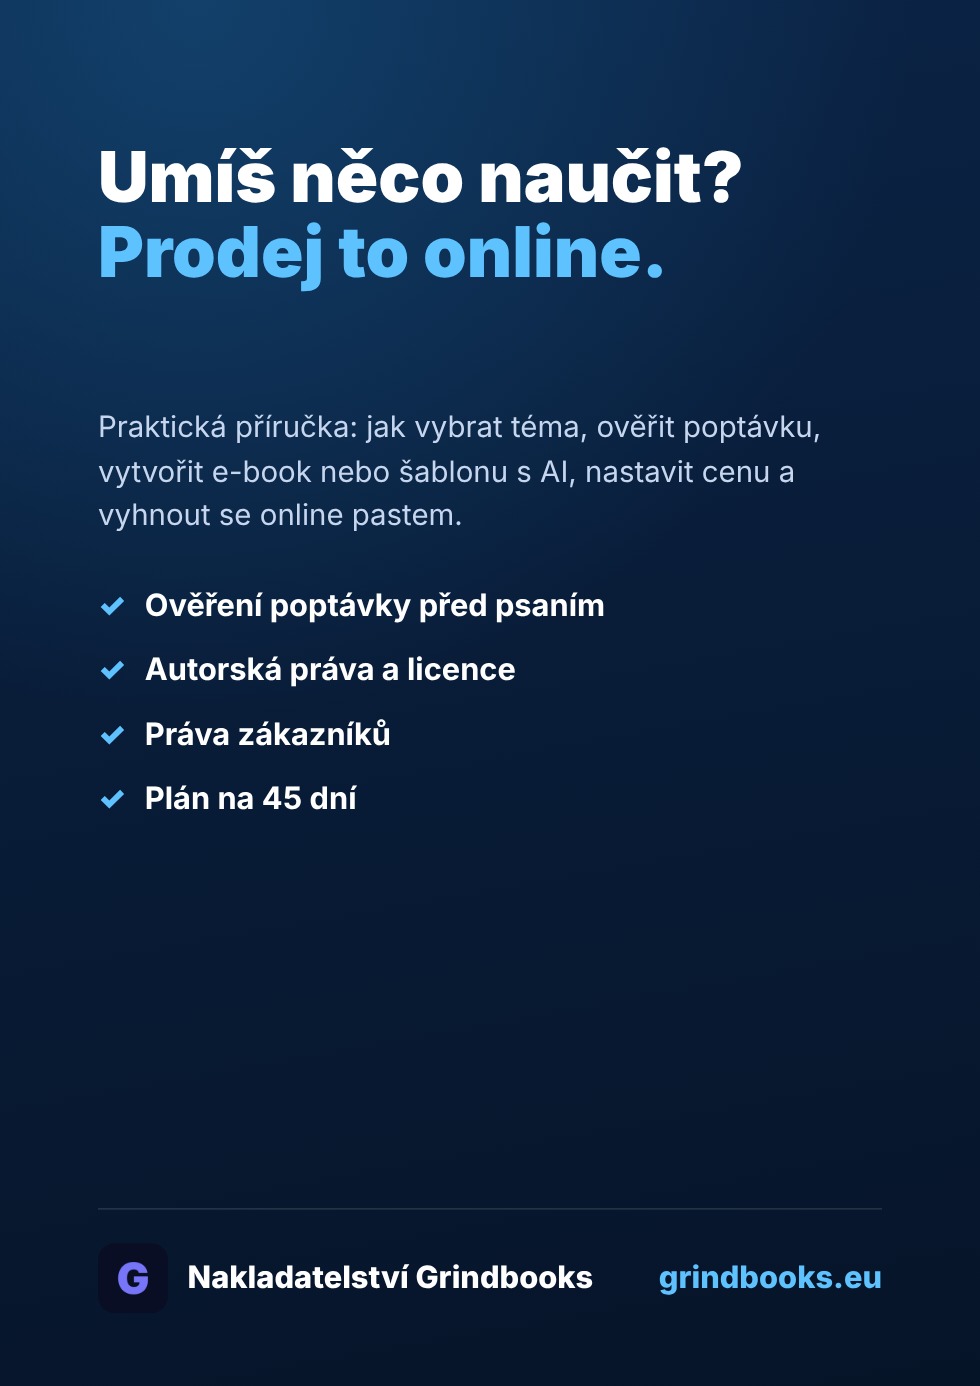 Umíš něco naučit?
Prodej to online.
Praktická příručka: jak vybrat téma, ověřit poptávku,
vytvořit e-book nebo šablonu s AI, nastavit cenu a
vyhnout se online pastem.
✔ Ověření poptávky před psaním
✔ Autorská práva a licence
✔ Práva zákazníků
✔ Plán na 45 dní
G Nakladatelství Grindbooks grindbooks.eu